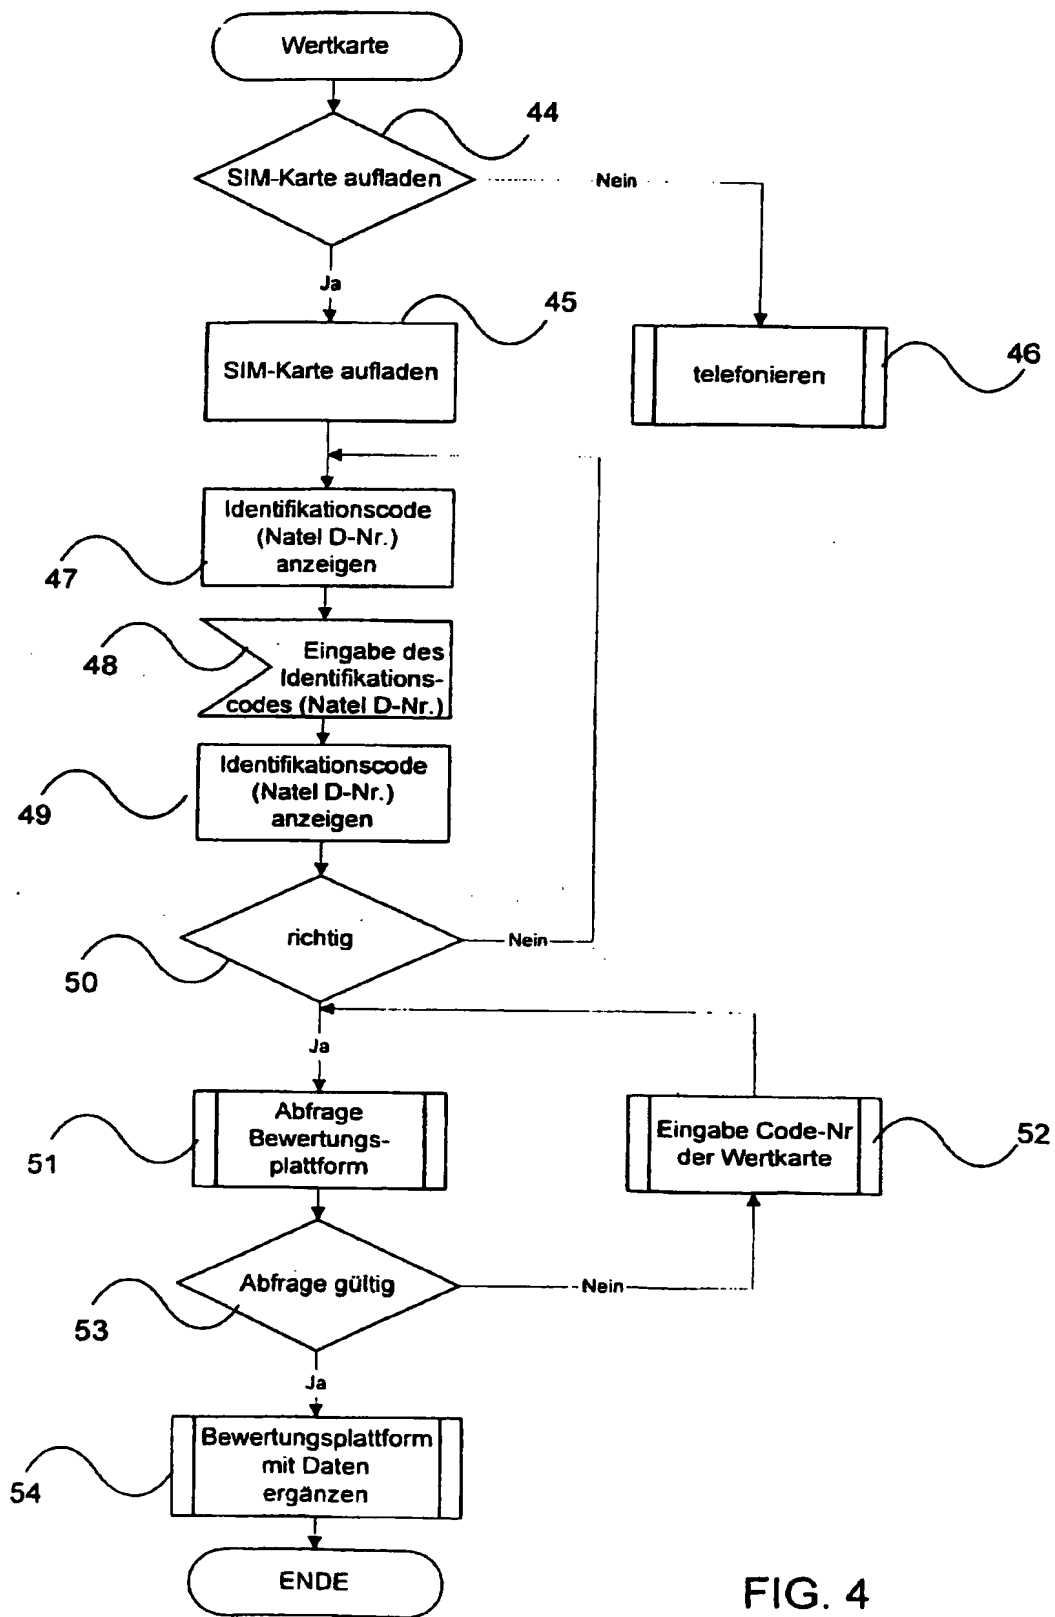 Wertkarte
44
SIM-Karte aufladen
Nein
Ja
45
SIM-Karte aufladen
telefonieren
46
Identifikationscode
(Natel D-Nr.)
anzeigen
47
Eingabe des
Identifikations-
codes (Natel D-Nr.)
48
Identifikationscode
(Natel D-Nr.)
anzeigen
49
richtig
Nein
50
Ja
Abfrage
Bewertungs-
plattform
51
Eingabe Code-Nr
der Wertkarte
52
Abfrage gültig
Nein
53
Ja
Bewertungsplattform
mit Daten
ergänzen
54
ENDE
FIG. 4